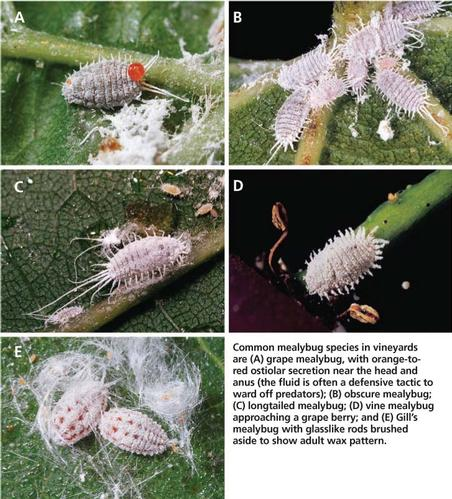 A
B
C
D
E
Common mealybug species in vineyards
are (A) grape mealybug, with orange-to-
red ostiolar secretion near the head and
anus (the fluid is often a defensive tactic to
ward off predators); (B) obscure mealybug;
(C) longtailed mealybug; (D) vine mealybug
approaching a grape berry; and (E) Gill's
mealybug with glasslike rods brushed
aside to show adult wax pattern.